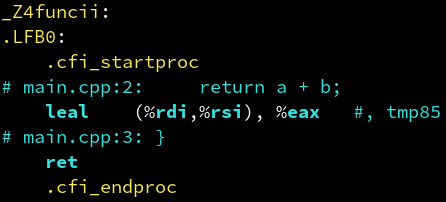 _Z4funcii:
.LFB0:
    .cfi_startproc
# main.cpp:2:     return a + b;
    leal    (%rdi,%rsi), %eax   #, tmp85
# main.cpp:3: }
    ret
    .cfi_endproc